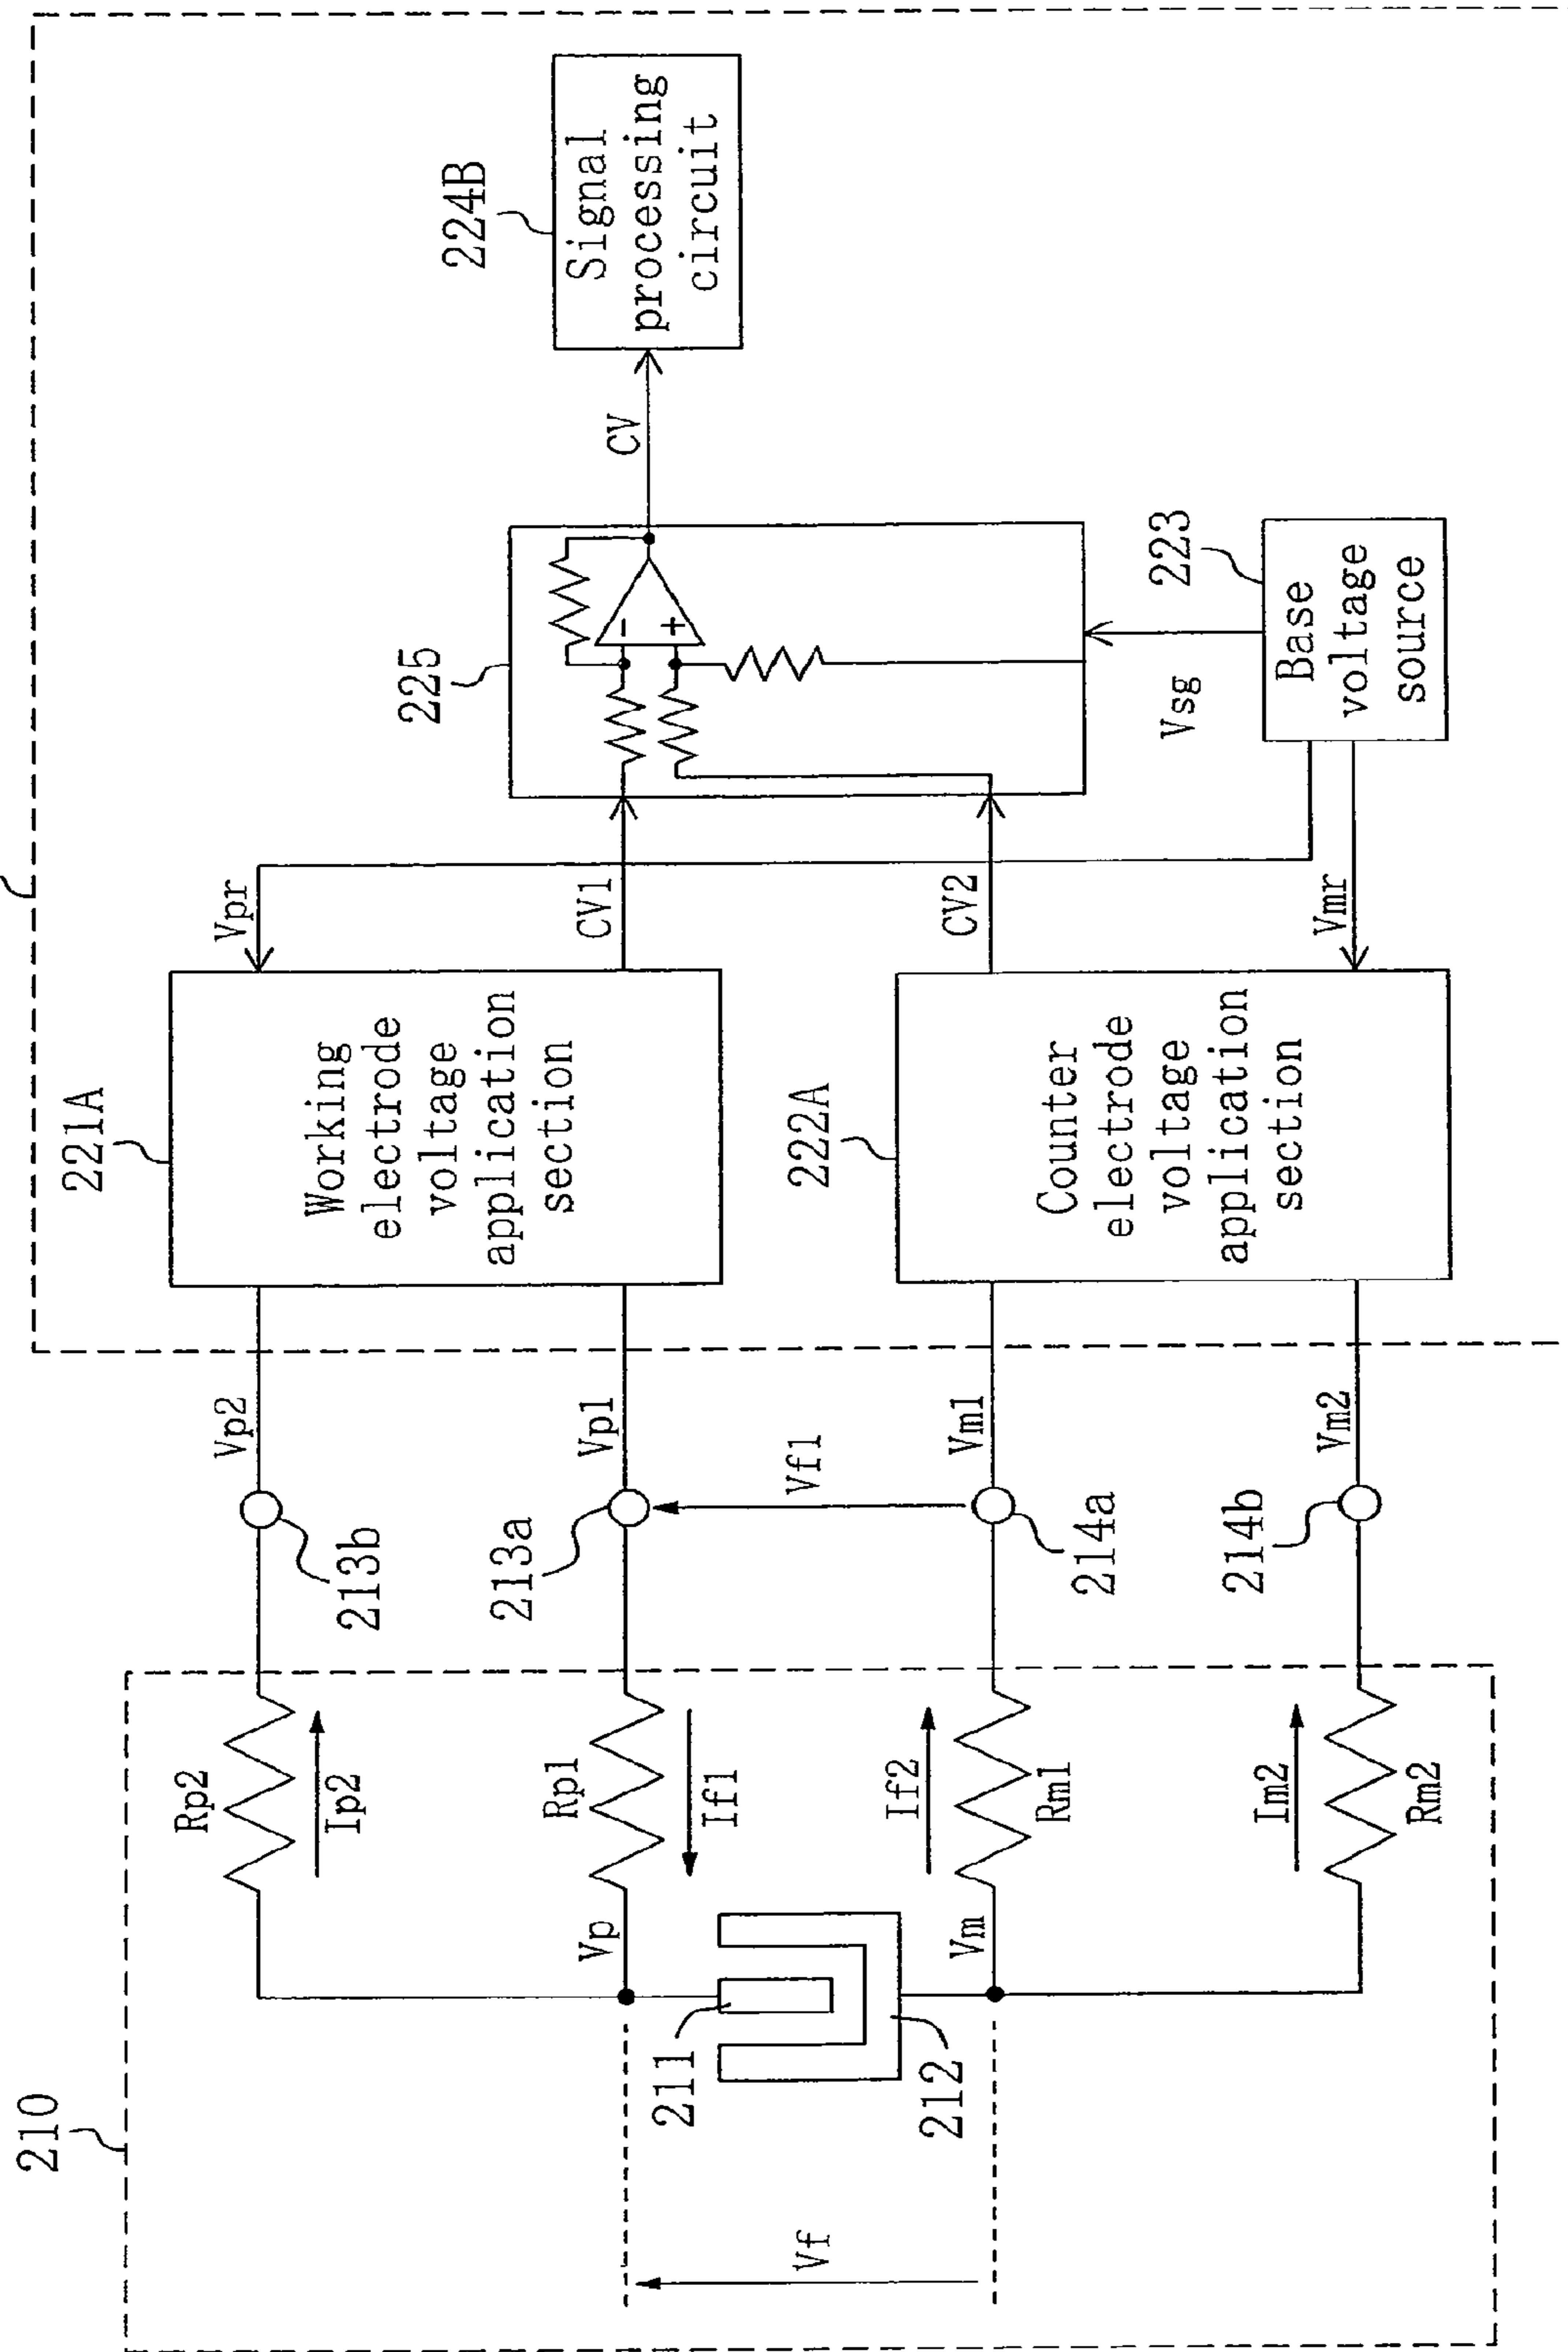 210
Vf
211
212
Vp
Vm
Rp2
Ip2
Rp1
If1
If2
Rm1
Im2
Rm2
213b
213a
214a
214b
Vf1
Vp2
Vp1
Vm1
Vm2
221A
Working
electrode
voltage
application
section
222A
Counter
electrode
voltage
application
section
Vpr
CV1
CV2
Vmr
225
-
+
Vsg
223
Base
voltage
source
CV
224B
Signal
processing
circuit